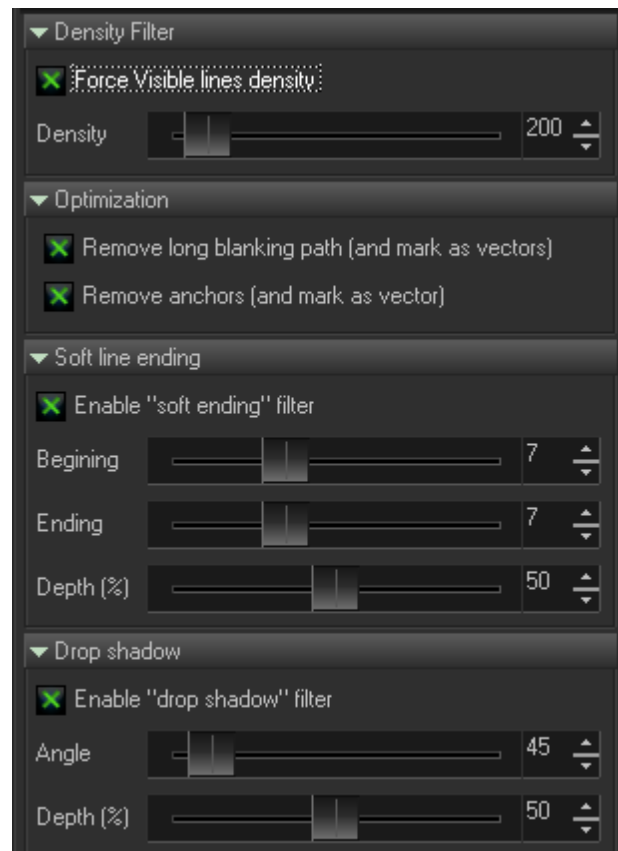 Density Filter
Force Visible lines density
Density 200
Optimization
Remove long blanking path (and mark as vectors)
Remove anchors (and mark as vector)
Soft line ending
Enable "soft ending" filter
Begining 7
Ending 7
Depth (%) 50
Drop shadow
Enable "drop shadow" filter
Angle 45
Depth (%) 50